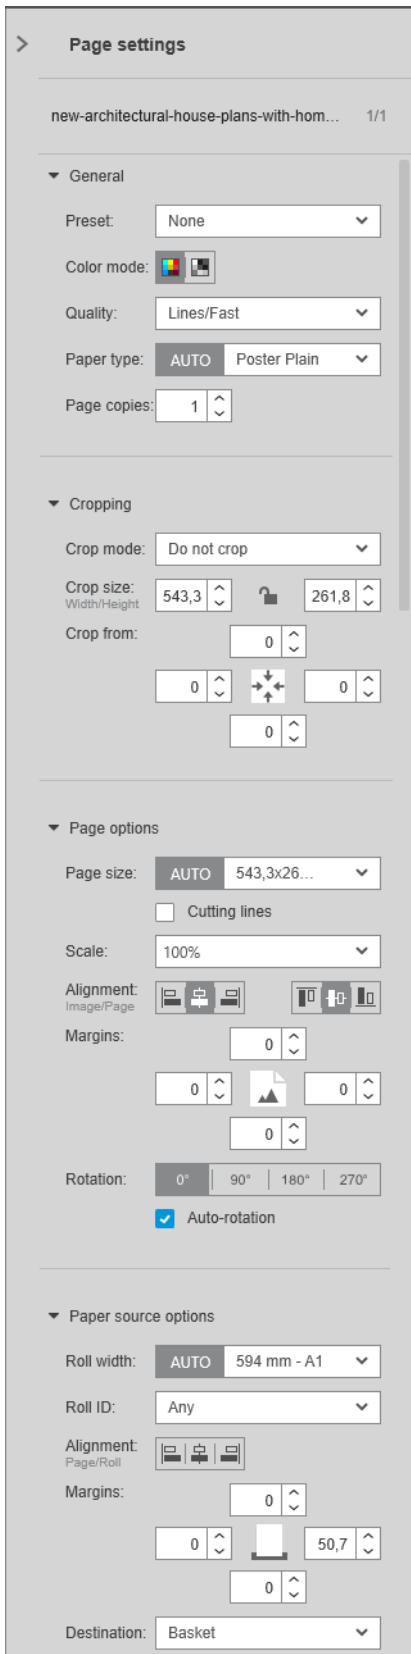 Page settings
new-architectural-house-plans-with-hom... 1/1
General
Preset: None
Color mode:
Quality: Lines/Fast
Paper type: AUTO Poster Plain
Page copies: 1
Cropping
Crop mode: Do not crop
Crop size: 543,3 261,8
Width/Height
Crop from: 0
0 0
0
Page options
Page size: AUTO 543,3x26...
Cutting lines
Scale: 100%
Alignment:
Image/Page
Margins: 0
0 0
0
Rotation: 0° 90° 180° 270°
Auto-rotation
Paper source options
Roll width: AUTO 594 mm - A1
Roll ID: Any
Alignment:
Page/Roll
Margins: 0
0 50,7
0
Destination: Basket